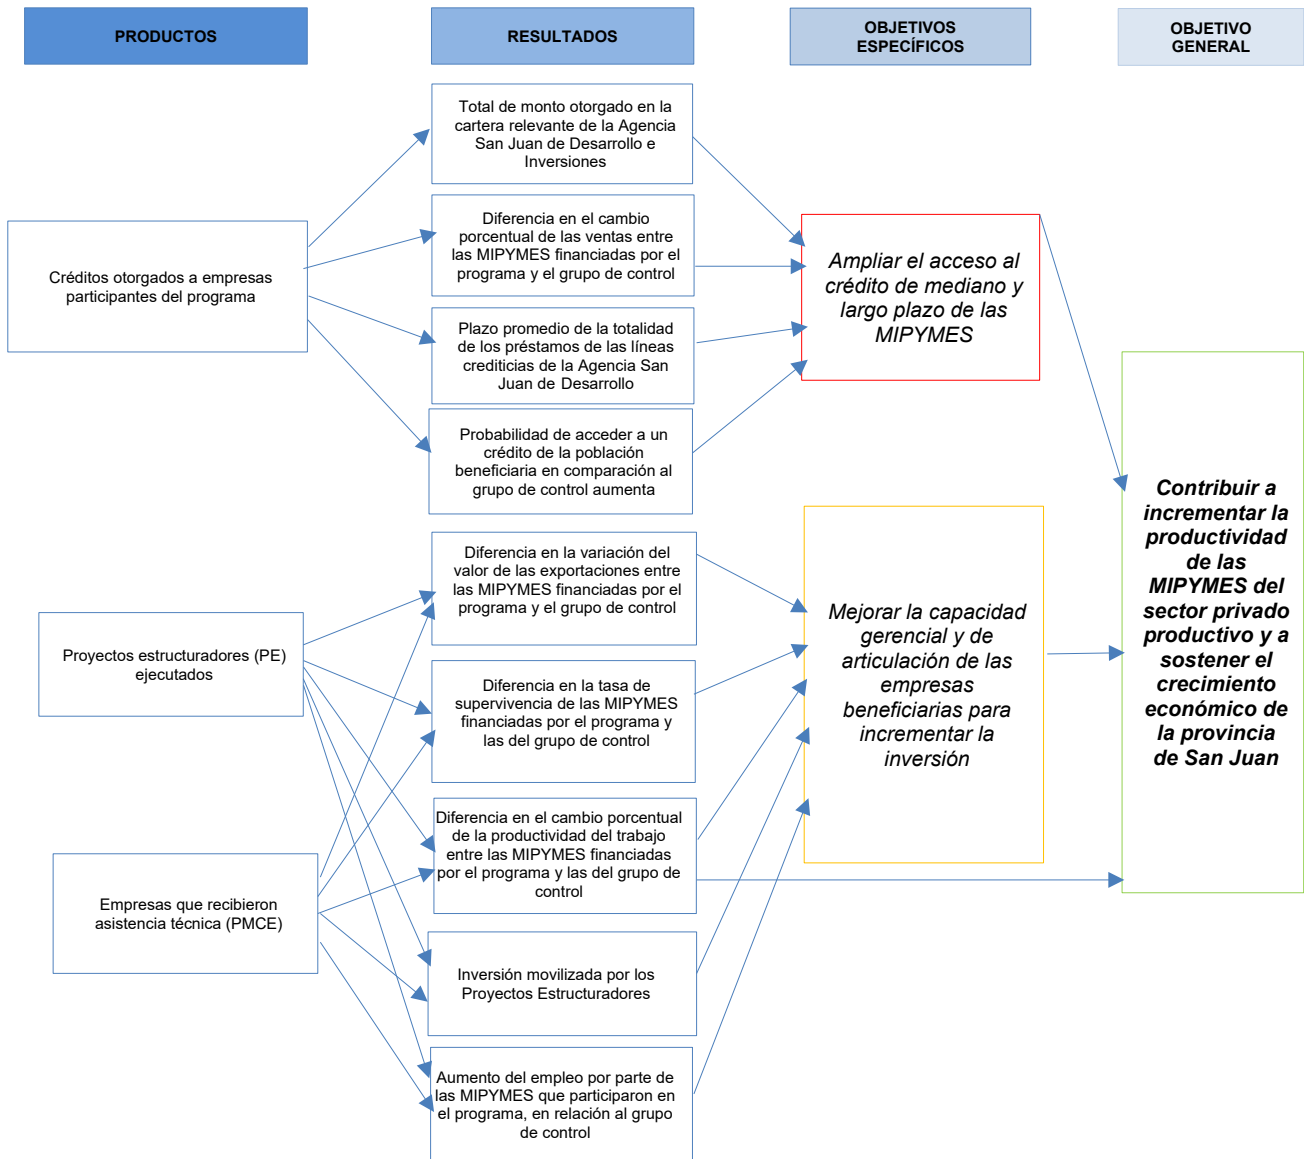 PRODUCTOS
RESULTADOS
OBJETIVOS
ESPECÍFICOS
OBJETIVO
GENERAL
Total de monto otorgado en la
cartera relevante de la Agencia
San Juan de Desarrollo e
Inversiones
Diferencia en el cambio
porcentual de las ventas entre
las MIPYMES financiadas por el
programa y el grupo de control
Créditos otorgados a empresas
participantes del programa
Plazo promedio de la totalidad
de los préstamos de las líneas
crediticias de la Agencia San
Juan de Desarrollo
Probabilidad de acceder a un
crédito de la población
beneficiaria en comparación al
grupo de control aumenta
Ampliar el acceso al
crédito de mediano y
largo plazo de las
MIPYMES
Diferencia en la variación del
valor de las exportaciones entre
las MIPYMES financiadas por el
programa y el grupo de control
Proyectos estructuradores (PE)
ejecutados
Diferencia en la tasa de
supervivencia de las MIPYMES
financiadas por el programa y
las del grupo de control
Diferencia en el cambio porcentual
de la productividad del trabajo
entre las MIPYMES financiadas
por el programa y las del grupo de
control
Empresas que recibieron
asistencia técnica (PMCE)
Inversión movilizada por los
Proyectos Estructuradores
Aumento del empleo por parte de
las MIPYMES que participaron en
el programa, en relación al grupo
de control
Mejorar la capacidad
gerencial y de
articulación de las
empresas
beneficiarias para
incrementar la
inversión
Contribuir a
incrementar la
productividad
de las
MIPYMES del
sector privado
productivo y a
sostener el
crecimiento
económico de
la provincia
de San Juan